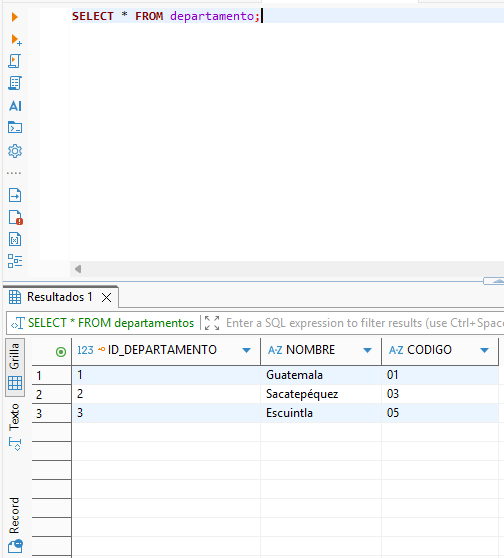 SELECT * FROM departamento;
AI
Resultados 1
SELECT * FROM departamentos
Enter a SQL expression to filter results (use Ctrl+Spac
Grilla
Texto
Record
123 ID_DEPARTAMENTO A-Z NOMBRE A-Z CODIGO
1 1 Guatemala 01
2 2 Sacatepéquez 03
3 3 Escuintla 05